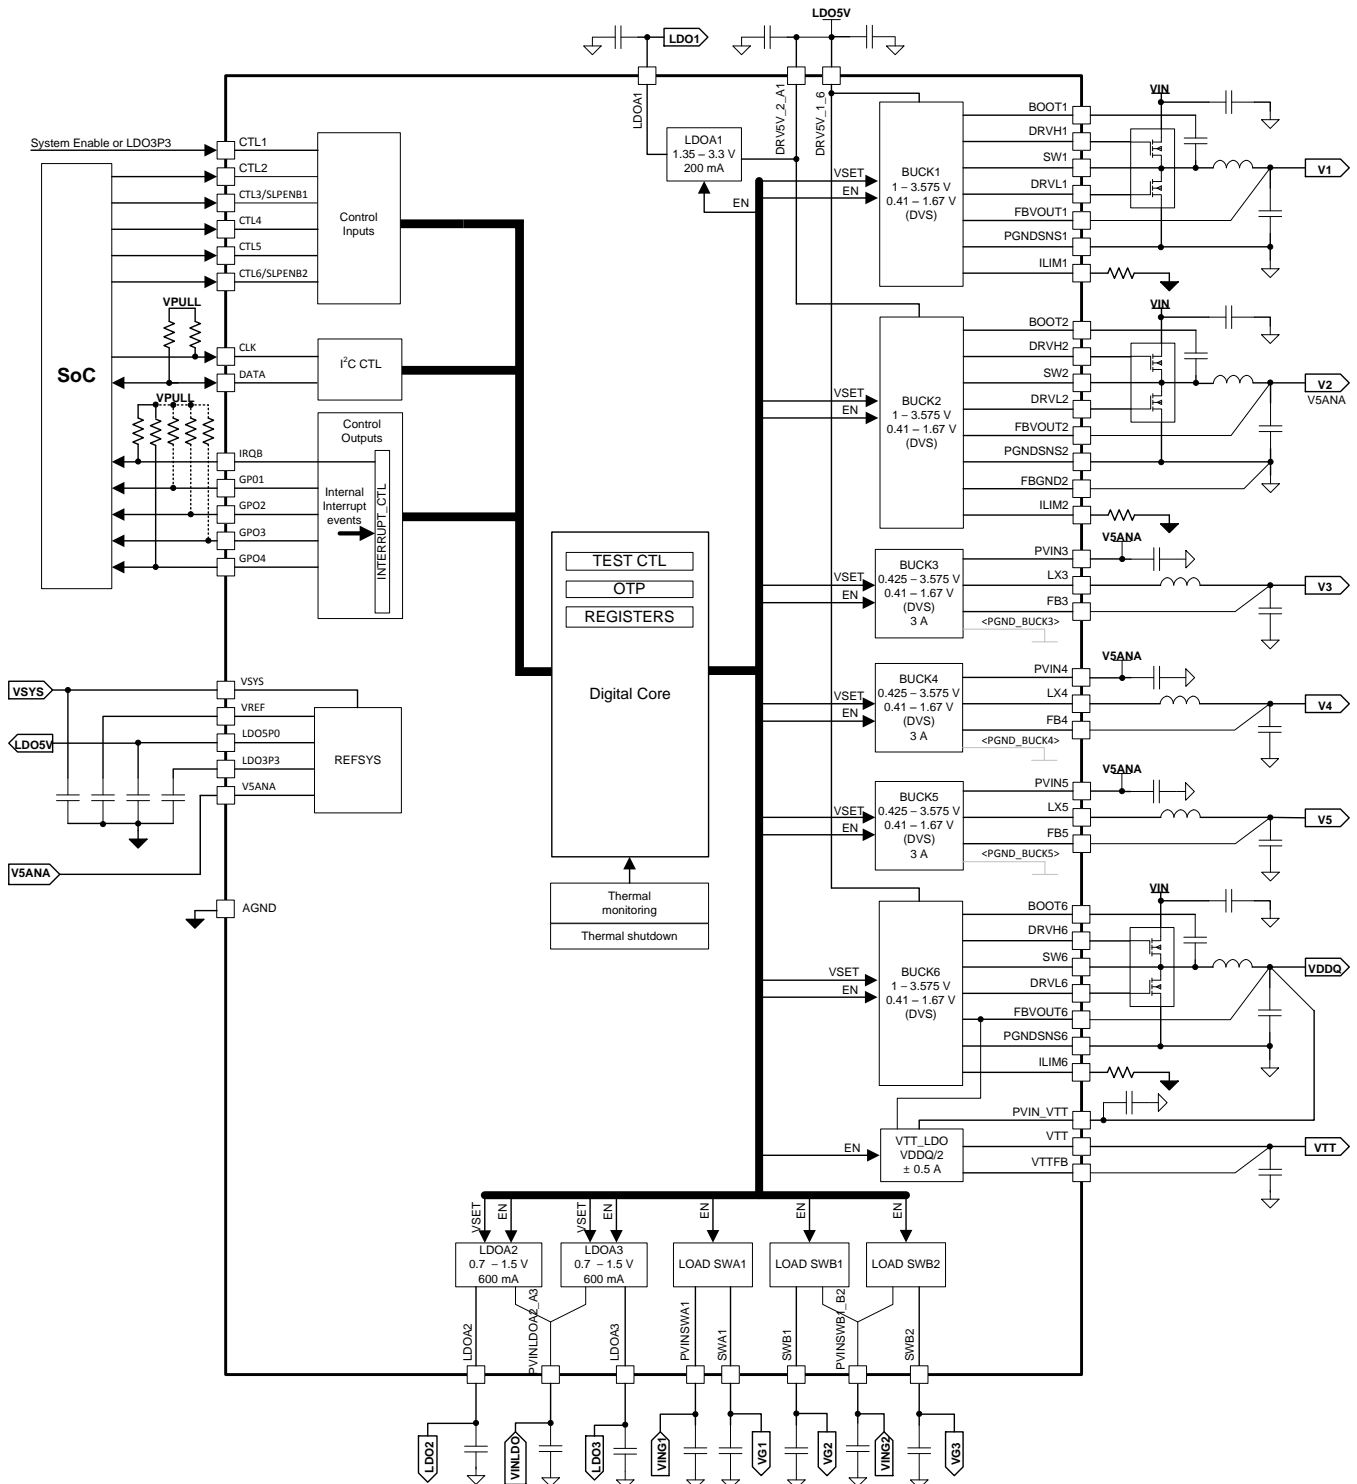 LDO5V
LDO1
LDOA1
DRV5V_2_A1
DRV5V_1_6
System Enable or LDO3P3
SoC
CTL1
CTL2
CTL3/SLPENB1
CTL4
CTL5
CTL6/SLPENB2
Control
Inputs
VPULL
CLK
DATA
I²C CTL
VPULL
IRQB
GP01
GPO2
GPO3
GPO4
Control
Outputs
Internal
Interrupt
events
INTERRUPT_CTL
VSYS
LDO5V
V5ANA
VSYS
VREF
LDO5P0
LDO3P3
V5ANA
REFSYS
AGND
TEST CTL
OTP
REGISTERS
Digital Core
Thermal
monitoring
Thermal shutdown
LDOA1
1.35 – 3.3 V
200 mA
EN
VSET
EN
BUCK1
1 – 3.575 V
0.41 – 1.67 V
(DVS)
BOOT1
DRVH1
SW1
DRVL1
FBVOUT1
PGNDSNS1
ILIM1
VIN
V1
VSET
EN
BUCK2
1 – 3.575 V
0.41 – 1.67 V
(DVS)
BOOT2
DRVH2
SW2
DRVL2
FBVOUT2
PGNDSNS2
FBGND2
ILIM2
VIN
V2
V5ANA
VSET
EN
BUCK3
0.425 – 3.575 V
0.41 – 1.67 V
(DVS)
3 A
PVIN3
LX3
FB3
<PGND_BUCK3>
V5ANA
V3
VSET
EN
BUCK4
0.425 – 3.575 V
0.41 – 1.67 V
(DVS)
3 A
PVIN4
LX4
FB4
<PGND_BUCK4>
V5ANA
V4
VSET
EN
BUCK5
0.425 – 3.575 V
0.41 – 1.67 V
(DVS)
3 A
PVIN5
LX5
FB5
<PGND_BUCK5>
V5ANA
V5
VSET
EN
BUCK6
1 – 3.575 V
0.41 – 1.67 V
(DVS)
BOOT6
DRVH6
SW6
DRVL6
FBVOUT6
PGNDSNS6
ILIM6
VIN
VDDQ
EN
VTT_LDO
VDDQ/2
± 0.5 A
PVIN_VTT
VTT
VTTFB
VTT
VSET
EN
VSET
EN
EN
EN
EN
LDOA2
0.7 – 1.5 V
600 mA
LDOA3
0.7 – 1.5 V
600 mA
LOAD SWA1
LOAD SWB1
LOAD SWB2
LDOA2
PVINLDOA2_A3
LDOA3
PVINSWA1
SWA1
SWB1
PVINSWB1_B2
SWB2
LDO2
VINLDO
LDO3
VING1
VG1
VG2
VING2
VG3